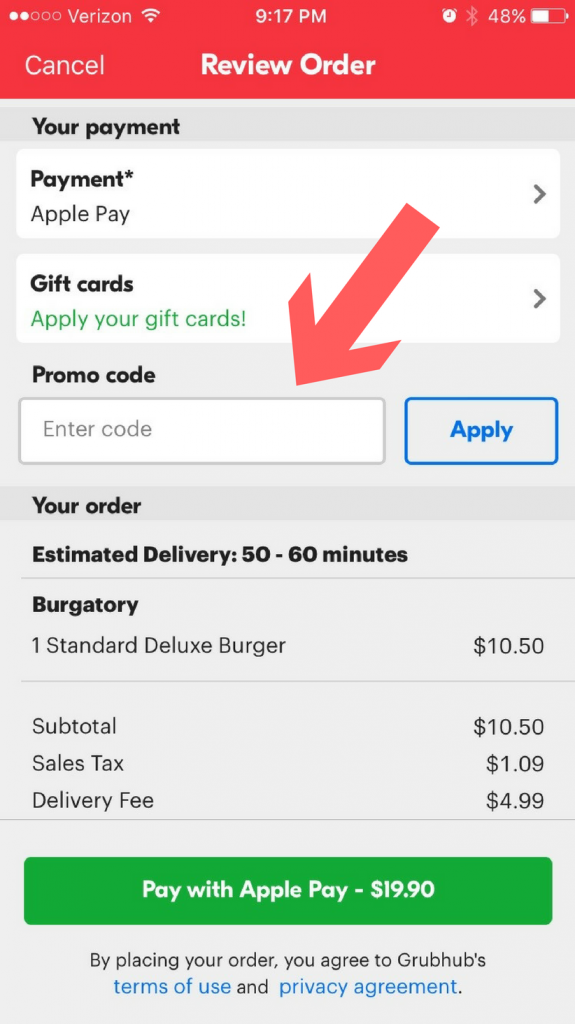 Verizon 9:17 PM 48%
Cancel Review Order
Your payment
Payment*
Apple Pay
Gift cards
Apply your gift cards!
Promo code
Enter code Apply
Your order
Estimated Delivery: 50 - 60 minutes
Burgatory
1 Standard Deluxe Burger $10.50
Subtotal $10.50
Sales Tax $1.09
Delivery Fee $4.99
Pay with Apple Pay - $19.90
By placing your order, you agree to Grubhub's
terms of use and privacy agreement.